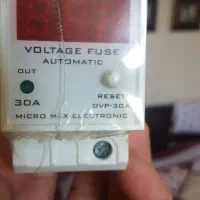 VOLTAGE FUSE
AUTOMATIC
OUT
30A
RESET
DVP-30A
MICRO MAX ELECTRONIC